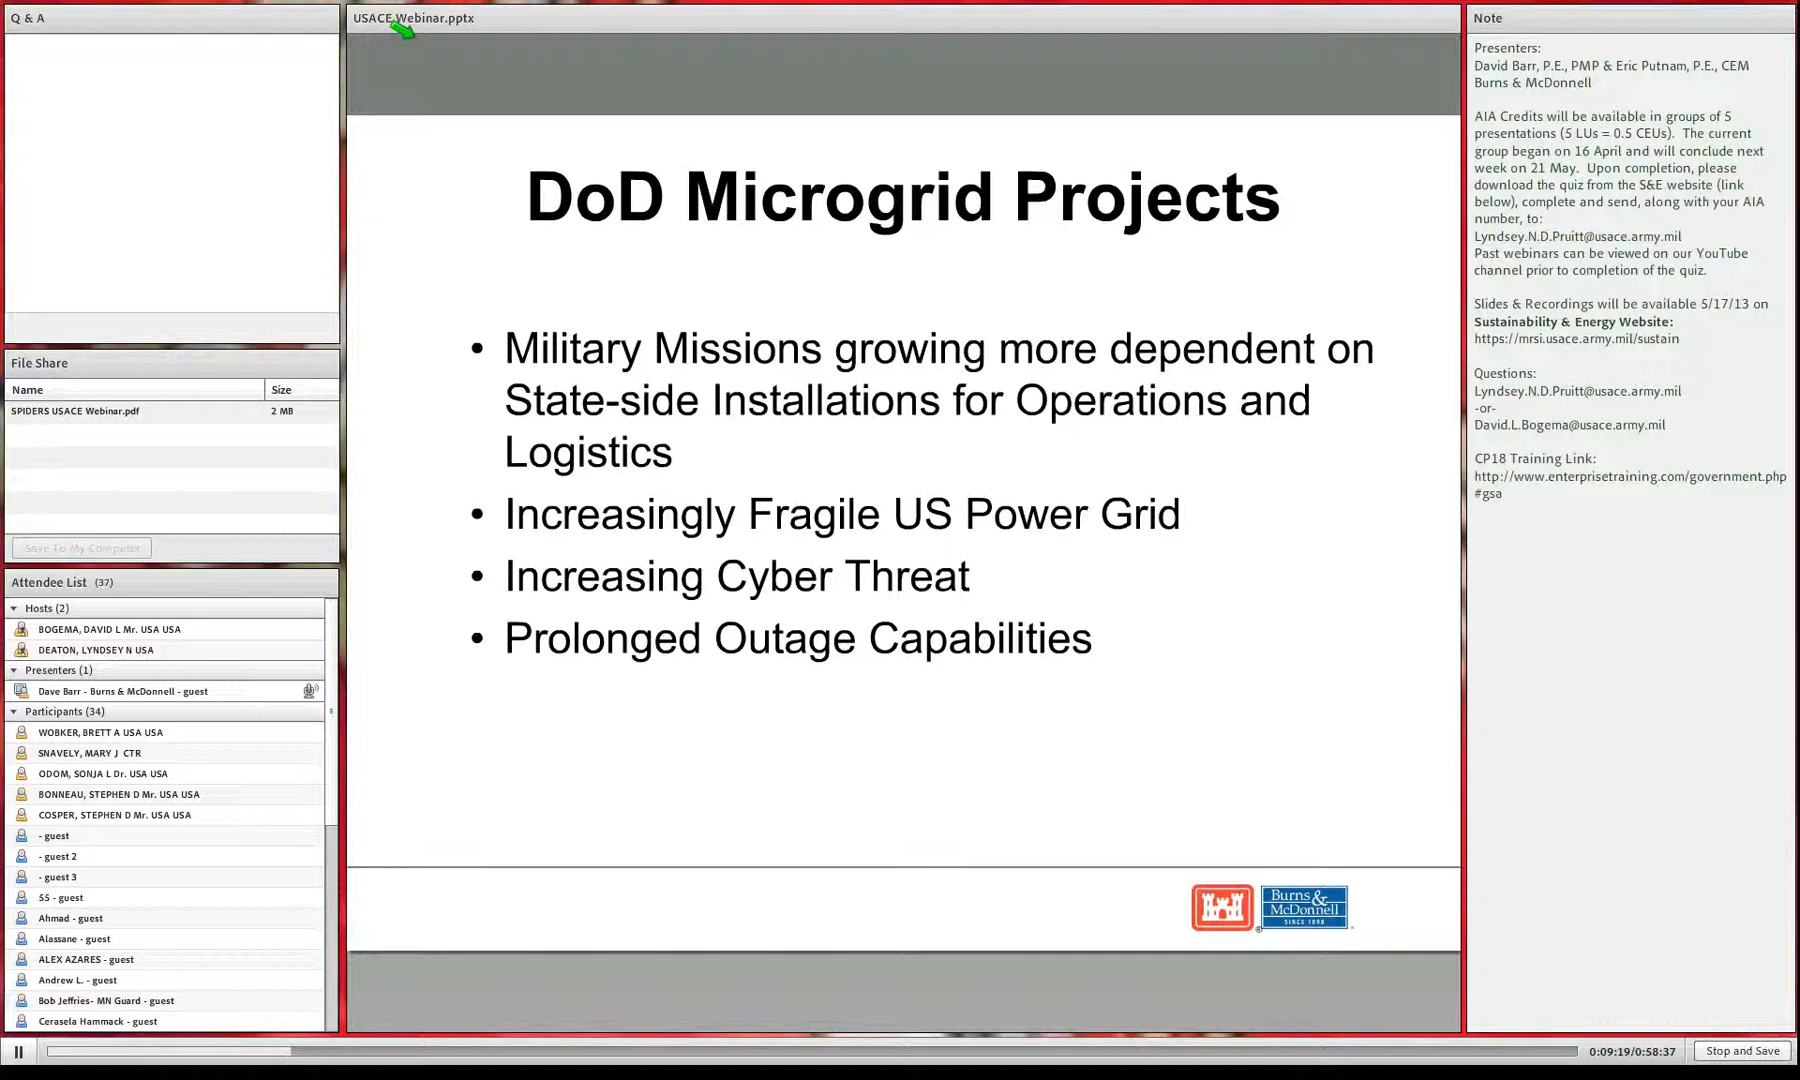 Q & A
USACE Webinar.pptx
Note
DoD Microgrid Projects
• Military Missions growing more dependent on
State-side Installations for Operations and
Logistics
• Increasingly Fragile US Power Grid
• Increasing Cyber Threat
• Prolonged Outage Capabilities
Burns &
McDonnell
SINCE 1898
File Share
Name
Size
SPIDERS USACE Webinar.pdf
2 MB
Save To My Computer
Attendee List (37)
Hosts (2)
BOGEMA, DAVID L Mr. USA USA
DEATON, LYNDSEY N USA
Presenters (1)
Dave Barr - Burns & McDonnell - guest
Participants (34)
WOBKER, BRETT A USA USA
SNAVELY, MARY J CTR
ODOM, SONJA L Dr. USA USA
BONNEAU, STEPHEN D Mr. USA USA
COSPER, STEPHEN D Mr. USA USA
- guest
- guest 2
- guest 3
55 - guest
Ahmad - guest
Alassane - guest
ALEX AZARES - guest
Andrew L. - guest
Bob Jeffries- MN Guard - guest
Cerasela Hammack - guest
Presenters:
David Barr, P.E., PMP & Eric Putnam, P.E., CEM
Burns & McDonnell
AIA Credits will be available in groups of 5
presentations (5 LUs = 0.5 CEUs). The current
group began on 16 April and will conclude next
week on 21 May. Upon completion, please
download the quiz from the S&E website (link
below), complete and send, along with your AIA
number, to:
Lyndsey.N.D.Pruitt@usace.army.mil
Past webinars can be viewed on our YouTube
channel prior to completion of the quiz.
Slides & Recordings will be available 5/17/13 on
Sustainability & Energy Website:
https://mrsi.usace.army.mil/sustain
Questions:
Lyndsey.N.D.Pruitt@usace.army.mil
-or-
David.L.Bogema@usace.army.mil
CP18 Training Link:
http://www.enterprisetraining.com/government.php
#gsa
0:09:19/0:58:37
Stop and Save